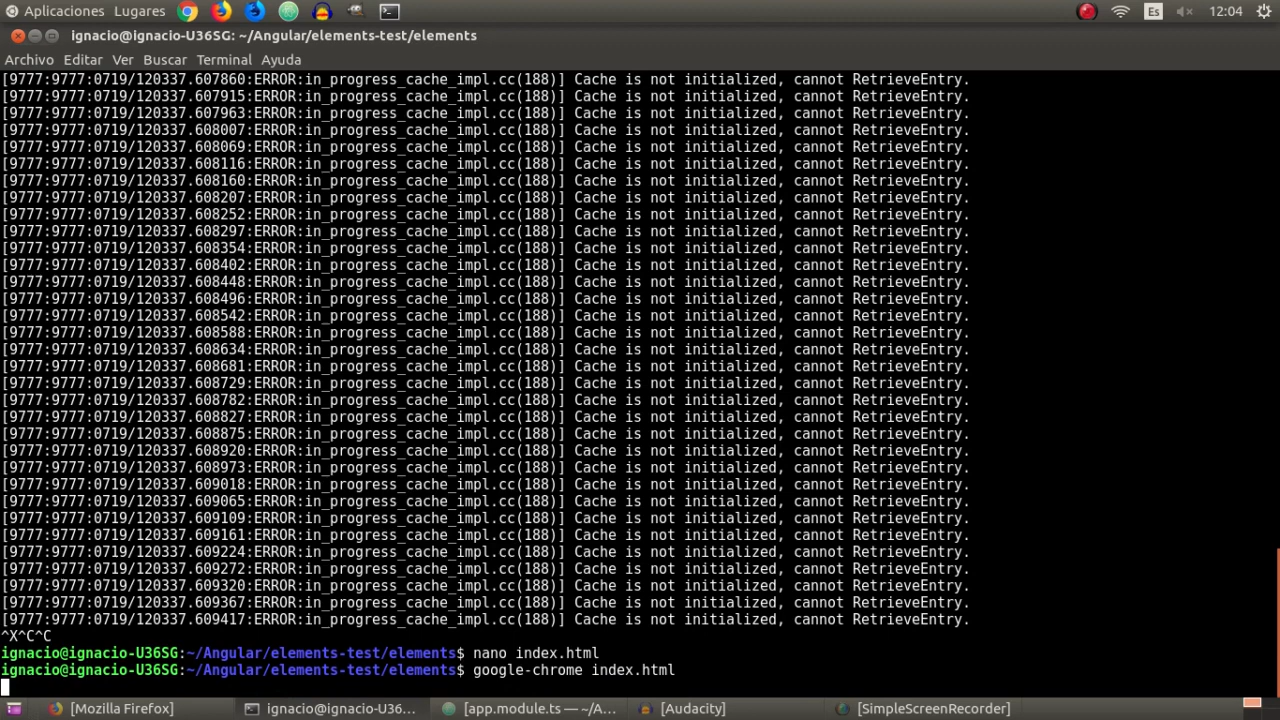 Aplicaciones Lugares Es 12:04
ignacio@ignacio-U36SG: ~/Angular/elements-test/elements
Archivo Editar Ver Buscar Terminal Ayuda
[9777:9777:0719/120337.607860:ERROR:in_progress_cache_impl.cc(188)] Cache is not initialized, cannot RetrieveEntry.
[9777:9777:0719/120337.607915:ERROR:in_progress_cache_impl.cc(188)] Cache is not initialized, cannot RetrieveEntry.
[9777:9777:0719/120337.607963:ERROR:in_progress_cache_impl.cc(188)] Cache is not initialized, cannot RetrieveEntry.
[9777:9777:0719/120337.608007:ERROR:in_progress_cache_impl.cc(188)] Cache is not initialized, cannot RetrieveEntry.
[9777:9777:0719/120337.608069:ERROR:in_progress_cache_impl.cc(188)] Cache is not initialized, cannot RetrieveEntry.
[9777:9777:0719/120337.608116:ERROR:in_progress_cache_impl.cc(188)] Cache is not initialized, cannot RetrieveEntry.
[9777:9777:0719/120337.608160:ERROR:in_progress_cache_impl.cc(188)] Cache is not initialized, cannot RetrieveEntry.
[9777:9777:0719/120337.608207:ERROR:in_progress_cache_impl.cc(188)] Cache is not initialized, cannot RetrieveEntry.
[9777:9777:0719/120337.608252:ERROR:in_progress_cache_impl.cc(188)] Cache is not initialized, cannot RetrieveEntry.
[9777:9777:0719/120337.608297:ERROR:in_progress_cache_impl.cc(188)] Cache is not initialized, cannot RetrieveEntry.
[9777:9777:0719/120337.608354:ERROR:in_progress_cache_impl.cc(188)] Cache is not initialized, cannot RetrieveEntry.
[9777:9777:0719/120337.608402:ERROR:in_progress_cache_impl.cc(188)] Cache is not initialized, cannot RetrieveEntry.
[9777:9777:0719/120337.608448:ERROR:in_progress_cache_impl.cc(188)] Cache is not initialized, cannot RetrieveEntry.
[9777:9777:0719/120337.608496:ERROR:in_progress_cache_impl.cc(188)] Cache is not initialized, cannot RetrieveEntry.
[9777:9777:0719/120337.608542:ERROR:in_progress_cache_impl.cc(188)] Cache is not initialized, cannot RetrieveEntry.
[9777:9777:0719/120337.608588:ERROR:in_progress_cache_impl.cc(188)] Cache is not initialized, cannot RetrieveEntry.
[9777:9777:0719/120337.608634:ERROR:in_progress_cache_impl.cc(188)] Cache is not initialized, cannot RetrieveEntry.
[9777:9777:0719/120337.608681:ERROR:in_progress_cache_impl.cc(188)] Cache is not initialized, cannot RetrieveEntry.
[9777:9777:0719/120337.608729:ERROR:in_progress_cache_impl.cc(188)] Cache is not initialized, cannot RetrieveEntry.
[9777:9777:0719/120337.608782:ERROR:in_progress_cache_impl.cc(188)] Cache is not initialized, cannot RetrieveEntry.
[9777:9777:0719/120337.608827:ERROR:in_progress_cache_impl.cc(188)] Cache is not initialized, cannot RetrieveEntry.
[9777:9777:0719/120337.608875:ERROR:in_progress_cache_impl.cc(188)] Cache is not initialized, cannot RetrieveEntry.
[9777:9777:0719/120337.608920:ERROR:in_progress_cache_impl.cc(188)] Cache is not initialized, cannot RetrieveEntry.
[9777:9777:0719/120337.608973:ERROR:in_progress_cache_impl.cc(188)] Cache is not initialized, cannot RetrieveEntry.
[9777:9777:0719/120337.609018:ERROR:in_progress_cache_impl.cc(188)] Cache is not initialized, cannot RetrieveEntry.
[9777:9777:0719/120337.609065:ERROR:in_progress_cache_impl.cc(188)] Cache is not initialized, cannot RetrieveEntry.
[9777:9777:0719/120337.609109:ERROR:in_progress_cache_impl.cc(188)] Cache is not initialized, cannot RetrieveEntry.
[9777:9777:0719/120337.609161:ERROR:in_progress_cache_impl.cc(188)] Cache is not initialized, cannot RetrieveEntry.
[9777:9777:0719/120337.609224:ERROR:in_progress_cache_impl.cc(188)] Cache is not initialized, cannot RetrieveEntry.
[9777:9777:0719/120337.609272:ERROR:in_progress_cache_impl.cc(188)] Cache is not initialized, cannot RetrieveEntry.
[9777:9777:0719/120337.609320:ERROR:in_progress_cache_impl.cc(188)] Cache is not initialized, cannot RetrieveEntry.
[9777:9777:0719/120337.609367:ERROR:in_progress_cache_impl.cc(188)] Cache is not initialized, cannot RetrieveEntry.
[9777:9777:0719/120337.609417:ERROR:in_progress_cache_impl.cc(188)] Cache is not initialized, cannot RetrieveEntry.
^X^C^C
ignacio@ignacio-U36SG:~/Angular/elements-test/elements$ nano index.html
ignacio@ignacio-U36SG:~/Angular/elements-test/elements$ google-chrome index.html
[Mozilla Firefox] ignacio@ignacio-U36... [app.module.ts — ~/A... [Audacity] [SimpleScreenRecorder]